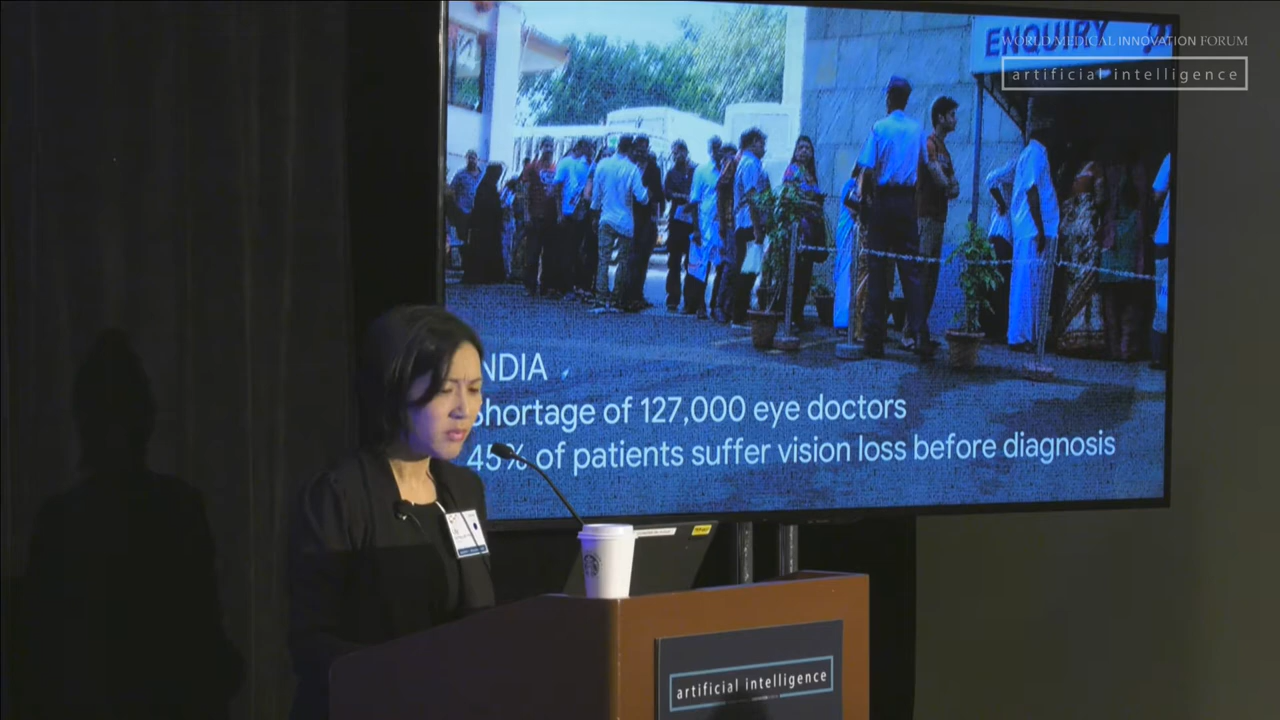 ENQUIRY
WORLD MEDICAL INNOVATION FORUM
artificial intelligence
NDIA
Shortage of 127,000 eye doctors
45% of patients suffer vision loss before diagnosis
artificial intelligence